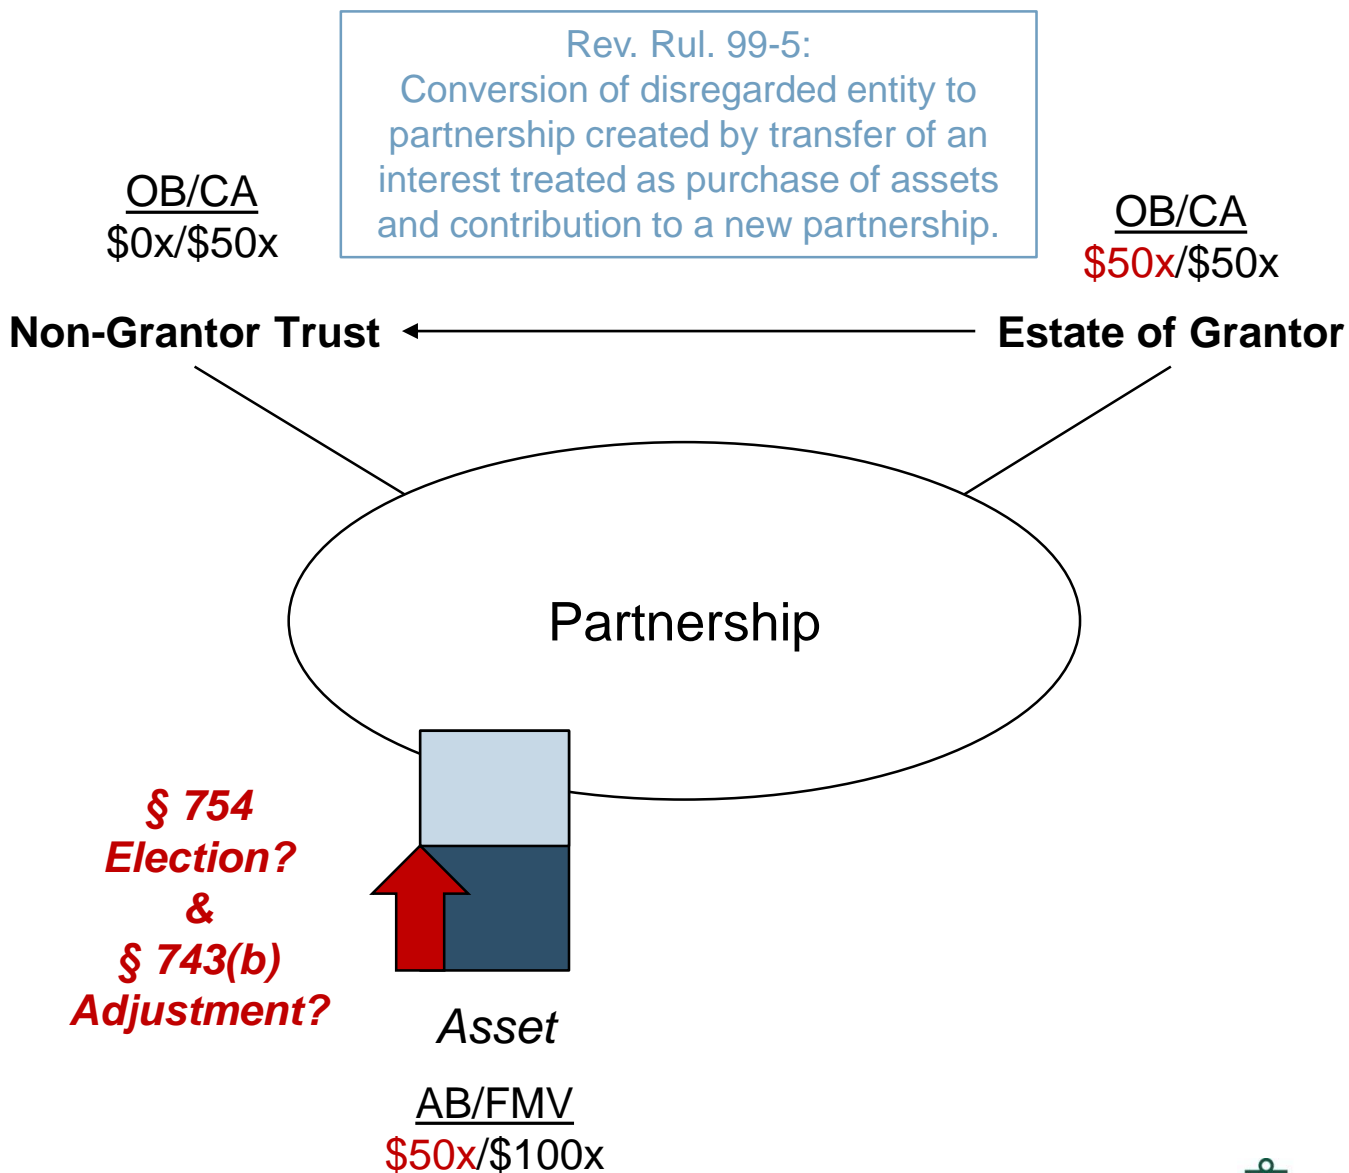 Rev. Rul. 99-5:
Conversion of disregarded entity to
partnership created by transfer of an
interest treated as purchase of assets
and contribution to a new partnership.
OB/CA
$0x/$50x
OB/CA
$50x/$50x
Non-Grantor Trust
Estate of Grantor
Partnership
§ 754
Election?
&
§ 743(b)
Adjustment?
Asset
AB/FMV
$50x/$100x